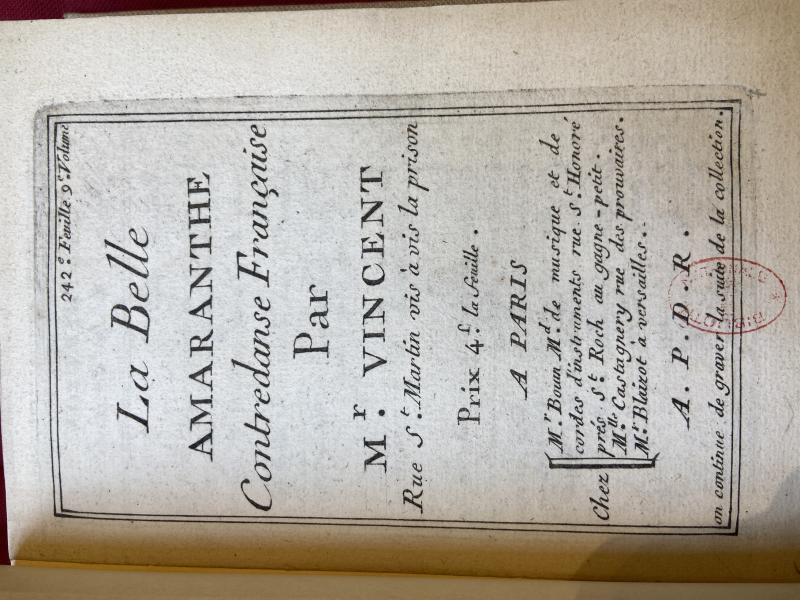 242.e Feuille 9.e Volume
La Belle
AMARANTHE
Contredanse Française
Par
M.r VINCENT
Rue S.t Martin vis à vis la prison
Prix 4.f la feuille.
A PARIS
Chez
M.r Bouin M.d de musique et de
cordes d'instruments rue S.t Honoré
prés S.t Roch au gagne-petit.
M.lle Castagnery rue des prouvaires.
M.r Blaizot à versailles.
A. P. D. R.
on continue de graver la suite de la collection.